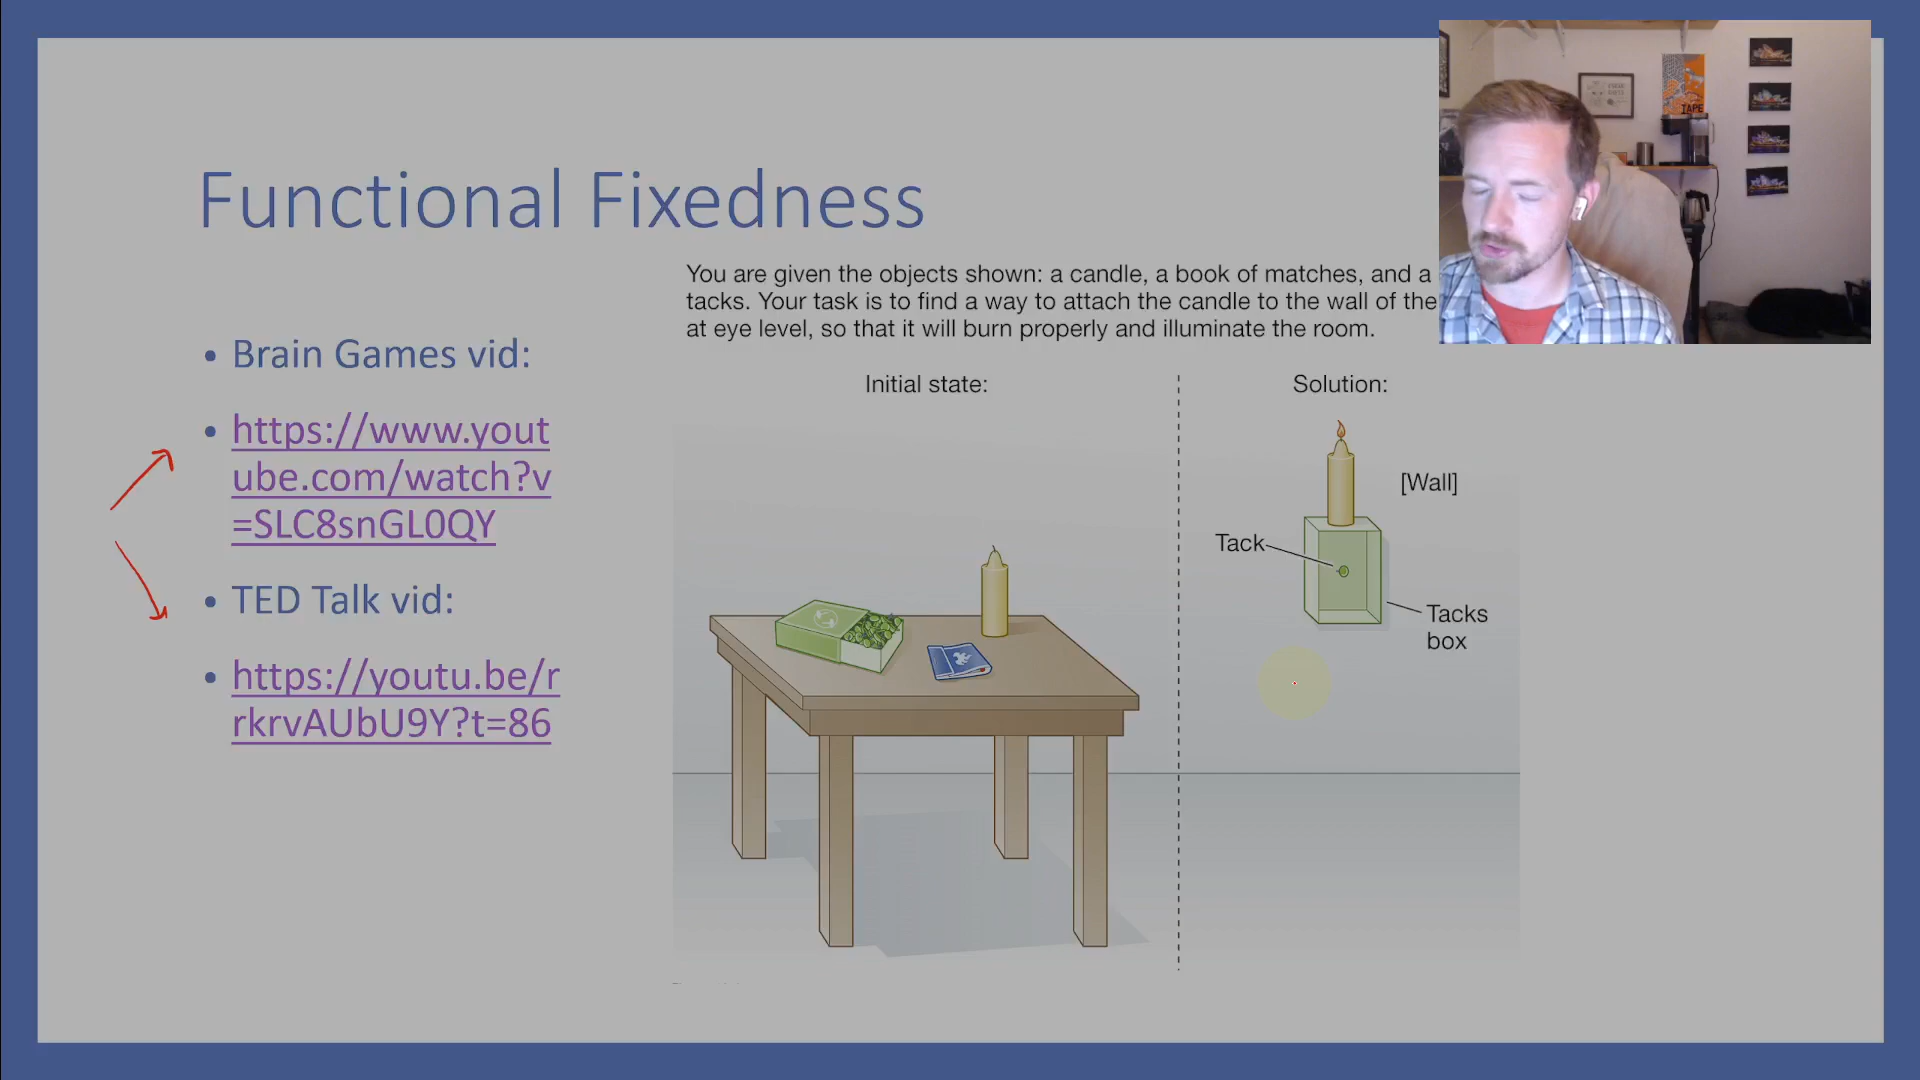 Functional Fixedness
You are given the objects shown: a candle, a book of matches, and a
tacks. Your task is to find a way to attach the candle to the wall of the
at eye level, so that it will burn properly and illuminate the room.
• Brain Games vid:
• https://www.yout
ube.com/watch?v
=SLC8snGL0QY
• TED Talk vid:
• https://youtu.be/r
rkrvAUbU9Y?t=86
Initial state:
Solution:
[Wall]
Tack
Tacks
box
TAPE